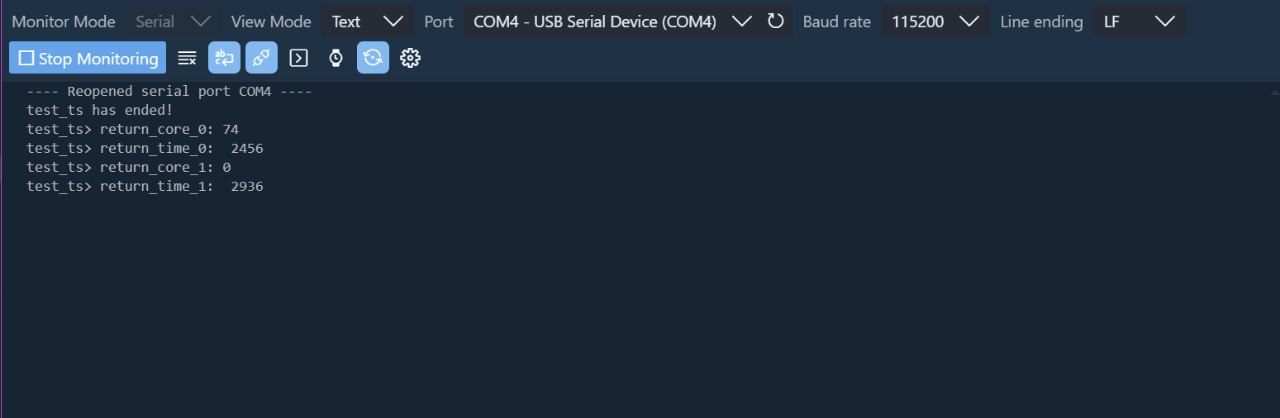 Monitor Mode Serial View Mode Text Port COM4 - USB Serial Device (COM4) Baud rate 115200 Line ending LF
Stop Monitoring
---- Reopened serial port COM4 ----
test_ts has ended!
test_ts> return_core_0: 74
test_ts> return_time_0:  2456
test_ts> return_core_1: 0
test_ts> return_time_1:  2936